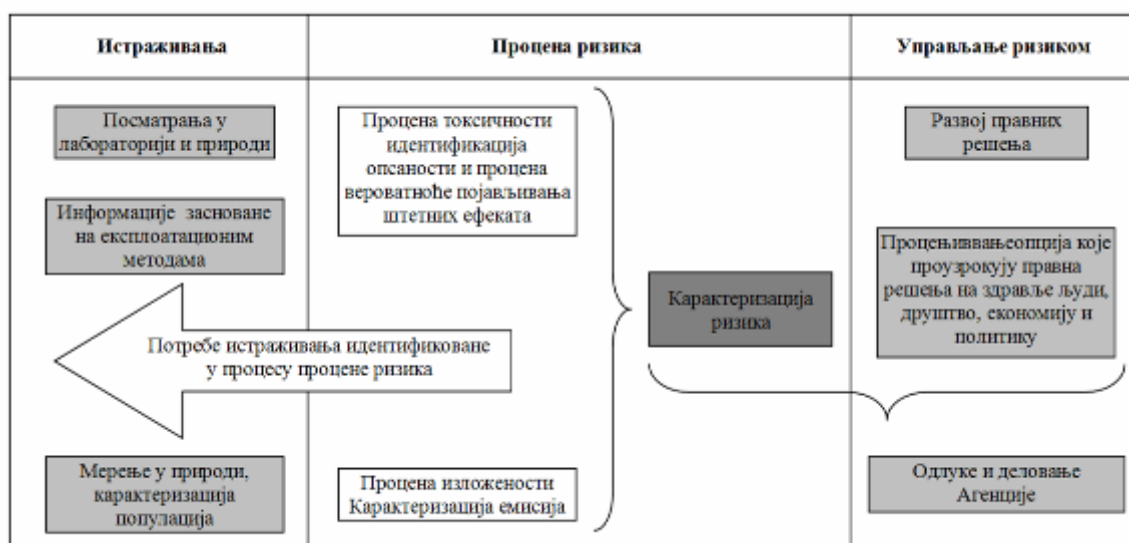 Истраживања
Процена ризика
Управљање ризиком
Посматрања у
лабораторији и природи
Информације засноване
на експлоатационим
методама
Потребе истраживања идентификоване
у процесу процене ризика
Мерење у природи,
карактеризација
популација
Процена токсичности
идентификација
опсаности и процена
вероватноће појављивања
штетних ефеката
Процена изложености
Карактеризација емисија
Карактеризација
ризика
Развој правних
решења
Процењиввањеопција које
проузрокују правна
решења на здравље људи,
друштво, економију и
политику
Одлуке и деловање
Агенције